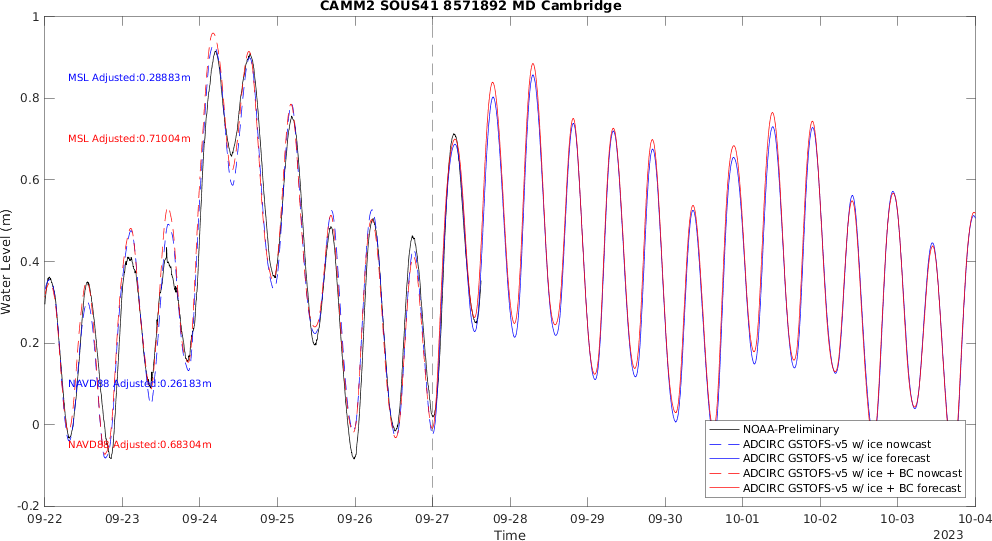 CAMM2 SOUS41 8571892 MD Cambridge
1
0.8
0.6
0.4
0.2
0
-0.2
Water Level (m)
MSL Adjusted:0.28883m
MSL Adjusted:0.71004m
NAVD88 Adjusted:0.26183m
NAVD88 Adjusted:0.68304m
NOAA-Preliminary
ADCIRC GSTOFS-v5 w/ ice nowcast
ADCIRC GSTOFS-v5 w/ ice forecast
ADCIRC GSTOFS-v5 w/ ice + BC nowcast
ADCIRC GSTOFS-v5 w/ ice + BC forecast
09-22 09-23 09-24 09-25 09-26 09-27 09-28 09-29 09-30 10-01 10-02 10-03 10-04
Time
2023